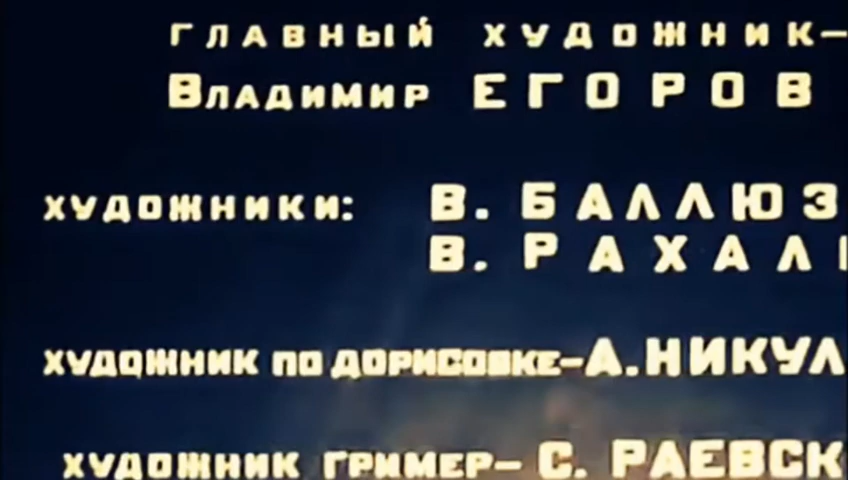 ГЛАВНЫЙ ХУДОЖНИК–
ВЛАДИМИР ЕГОРОВ
ХУДОЖНИКИ: В. БАЛЛЮЗ
В. РАХАЛ
ХУДОЖНИК ПО ДОРИСОВКЕ–А.НИКУЛ
ХУДОЖНИК ГРИМЕР– С. РАЕВСК